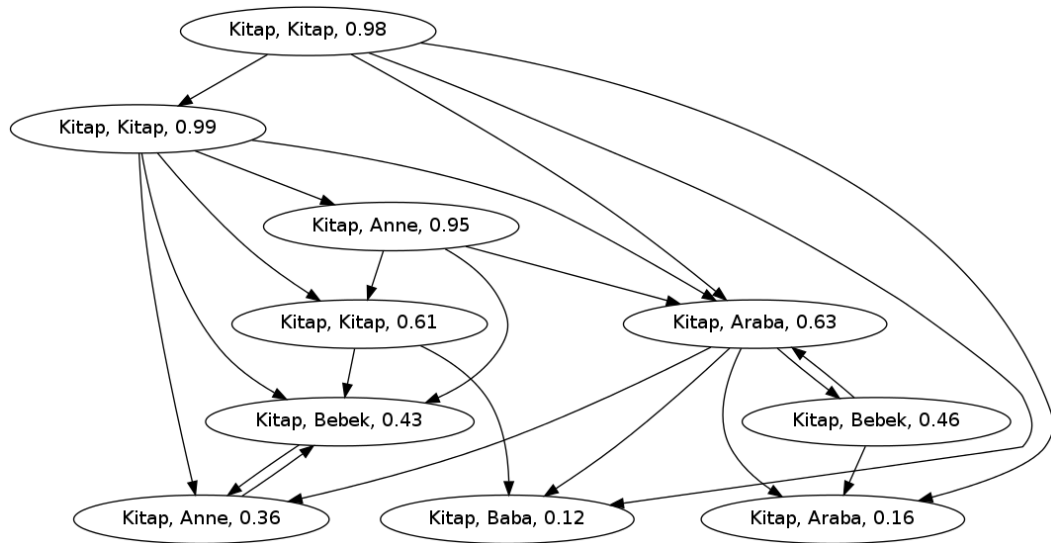 Kitap, Kitap, 0.98
Kitap, Kitap, 0.99
Kitap, Anne, 0.95
Kitap, Kitap, 0.61
Kitap, Araba, 0.63
Kitap, Bebek, 0.43
Kitap, Bebek, 0.46
Kitap, Anne, 0.36
Kitap, Baba, 0.12
Kitap, Araba, 0.16